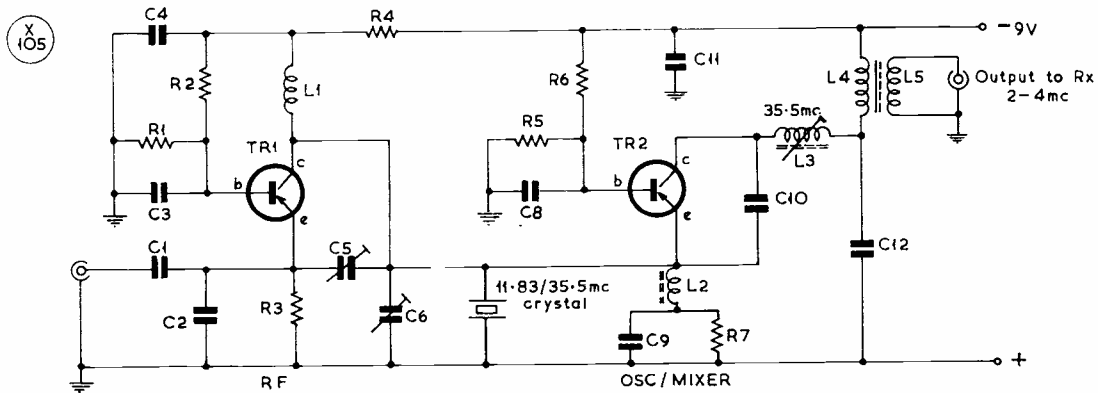 X
105
C4
R4
-9V
R2
L1
R6
C11
L4
L5
Output to Rx
2-4mc
R1
R5
35·5mc
TR1
TR2
L3
c
c
b
b
C3
C8
C10
e
e
C1
C5
C12
11·83/35·5mc
crystal
L2
C2
R3
C6
C9
R7
+
RF
OSC/MIXER